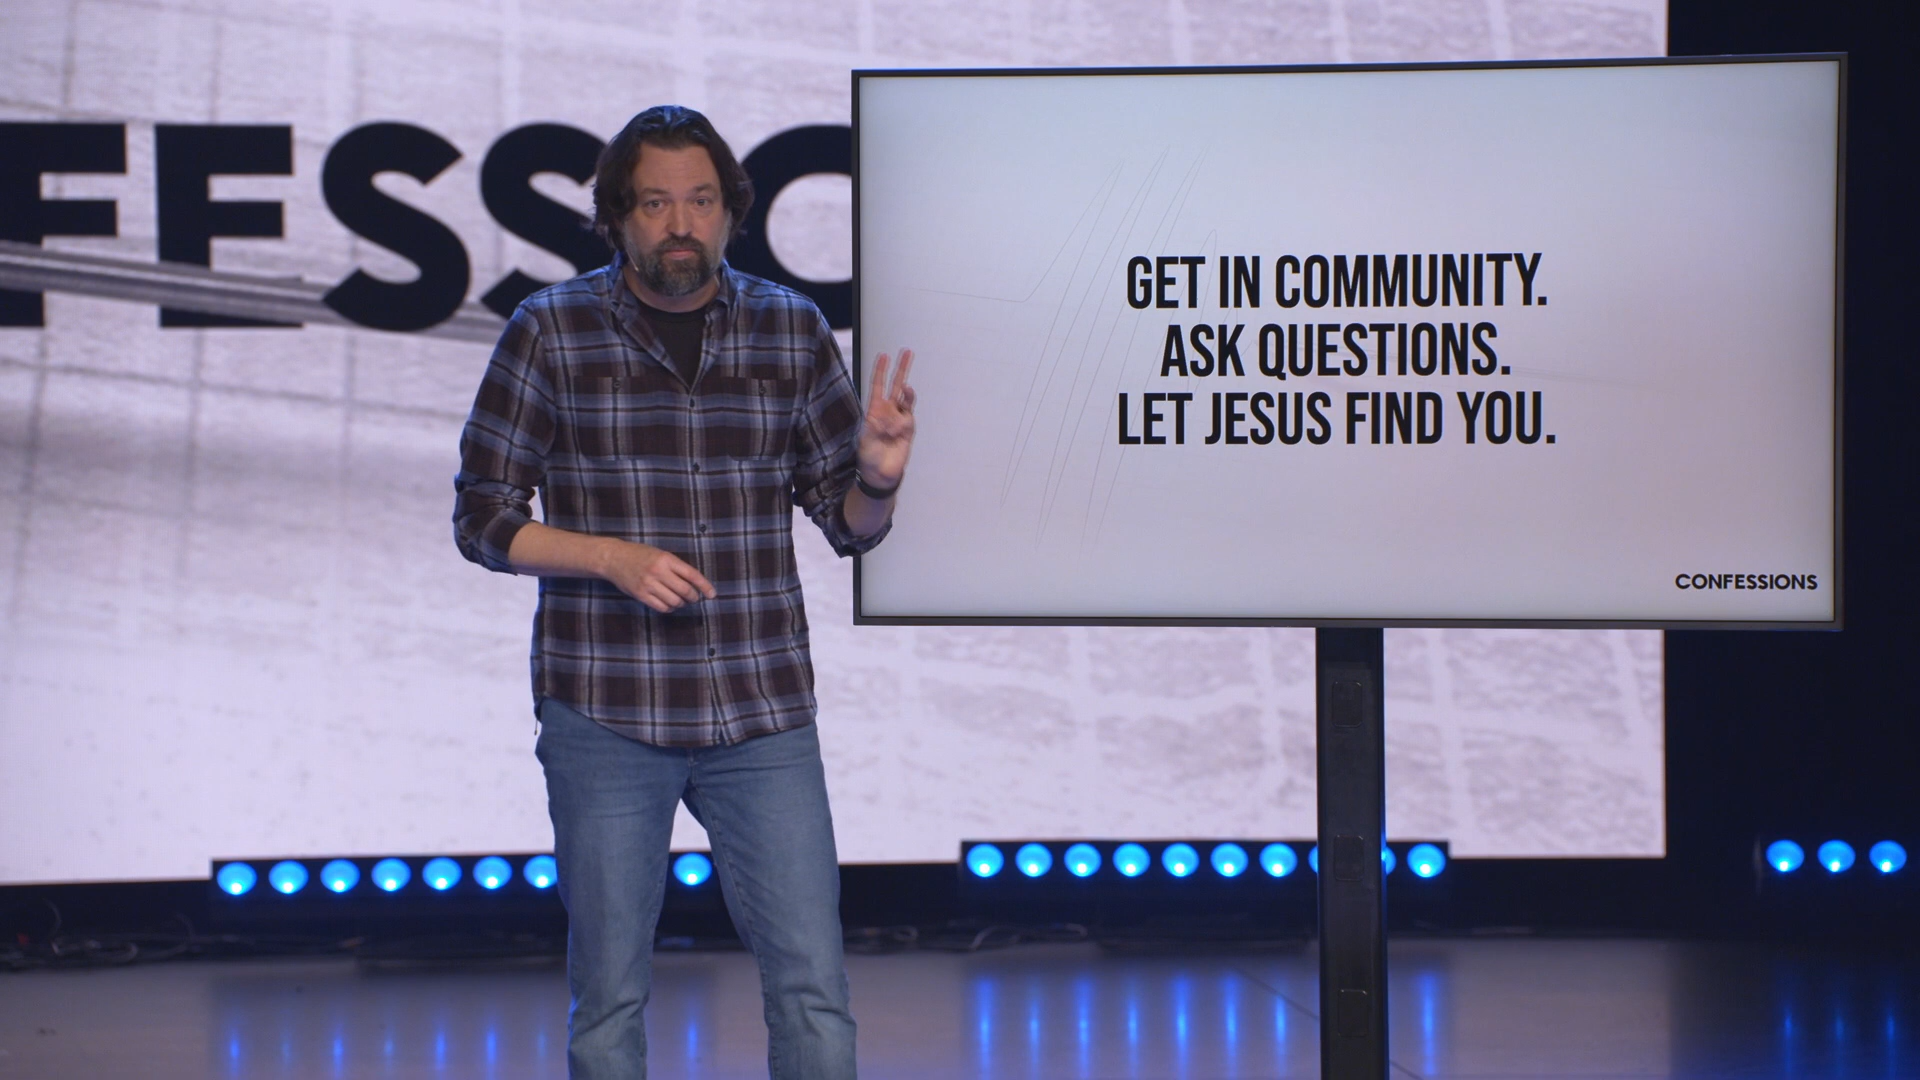 FESSIO
GET IN COMMUNITY.
ASK QUESTIONS.
LET JESUS FIND YOU.
CONFESSIONS